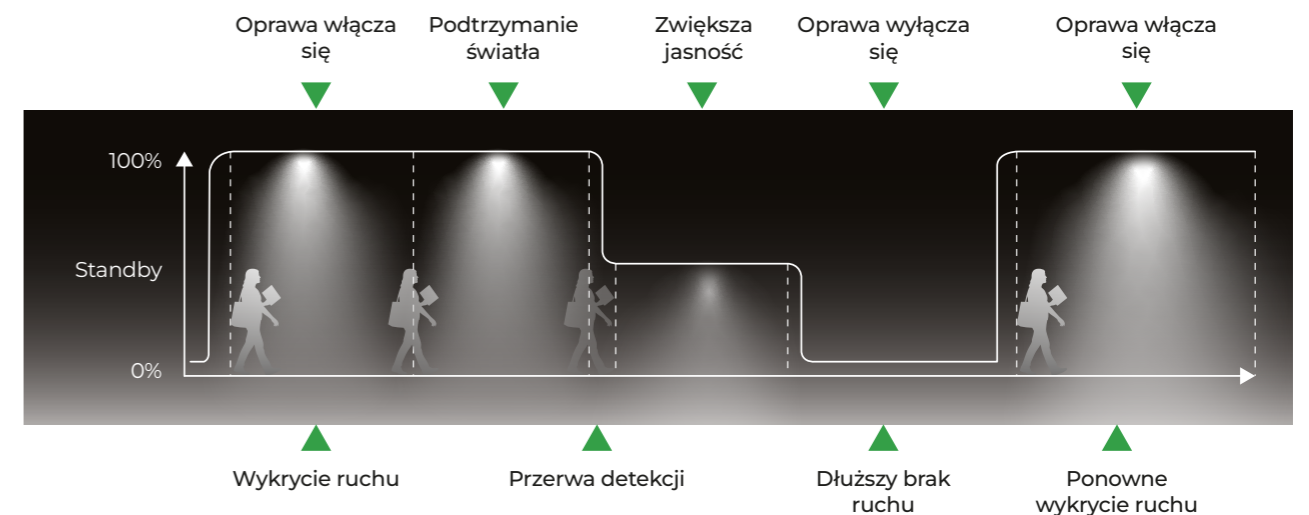 Oprawa włącza
się
Podtrzymanie
światła
Zwiększa
jasność
Oprawa wyłącza
się
Oprawa włącza
się
100%
Standby
0%
Wykrycie ruchu
Przerwa detekcji
Dłuższy brak
ruchu
Ponowne
wykrycie ruchu